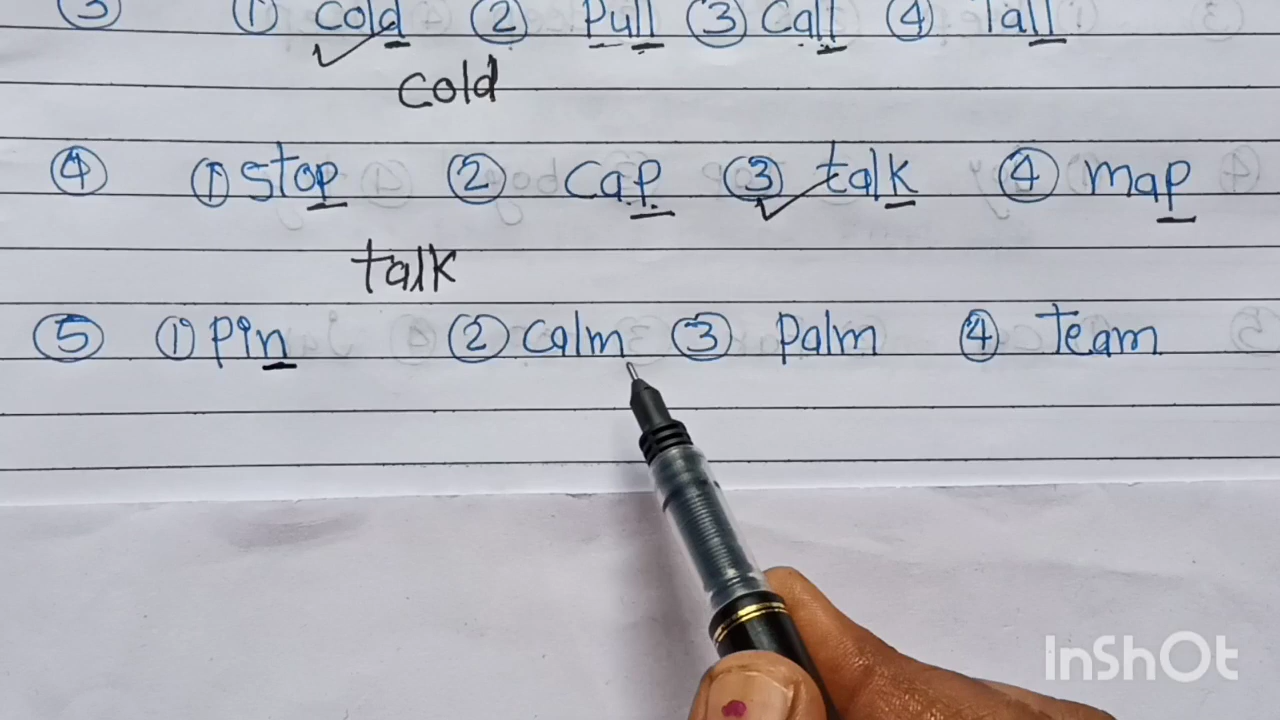 ③ ① cold ② Pull ③ Call ④ Tall
cold
④ ① stop ② cap ③ talk ④ map
talk
⑤ ① pin ② calm ③ palm ④ Team
InShOt